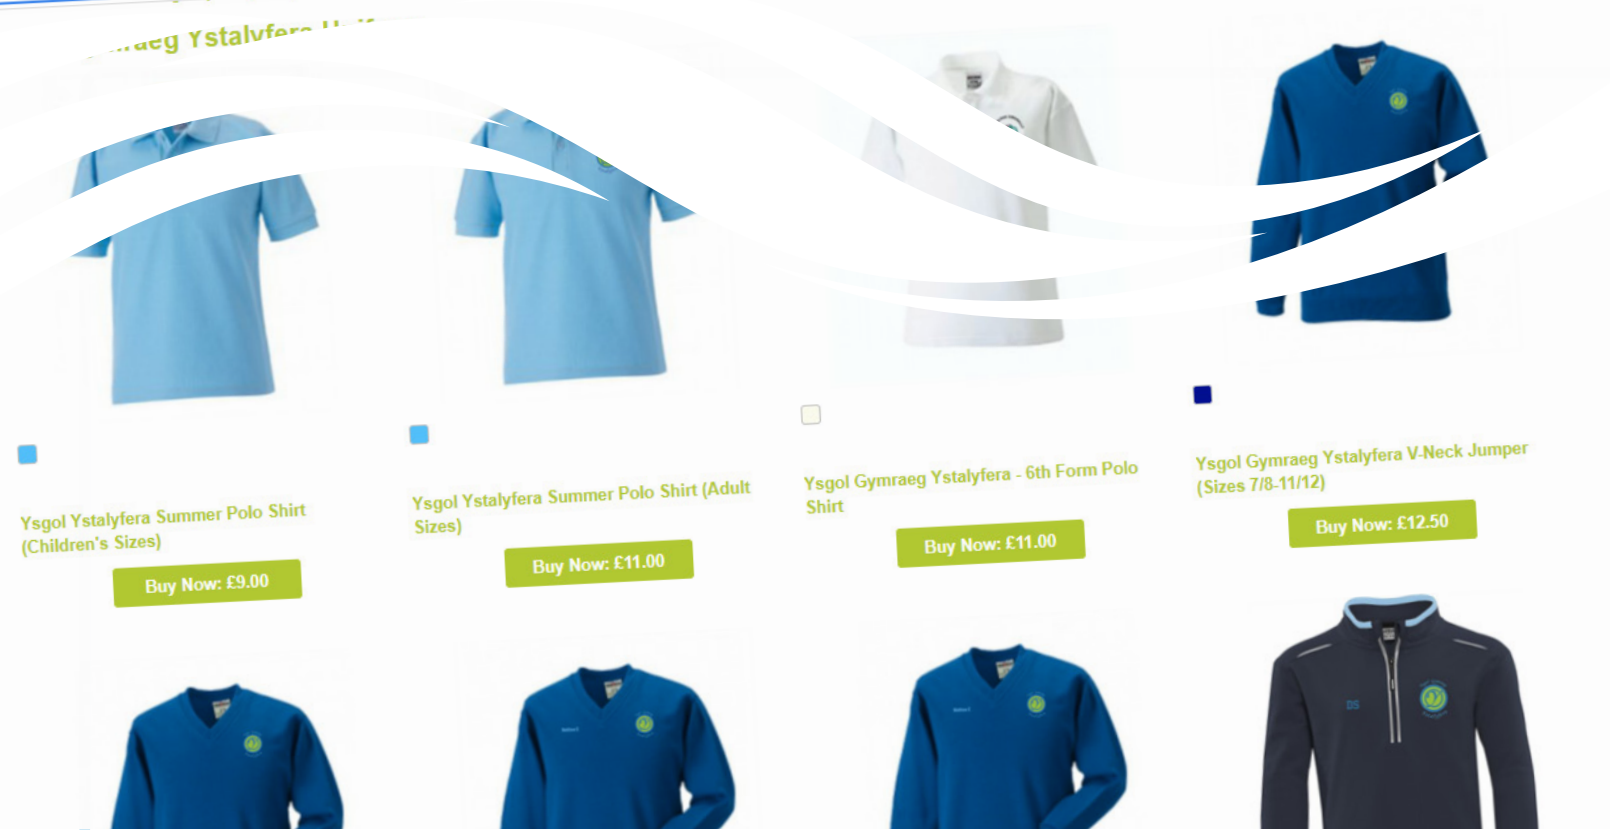 Ystalyfera
Ysgol Ystalyfera Summer Polo Shirt
(Children's Sizes)
Buy Now: £9.00
Ysgol Ystalyfera Summer Polo Shirt (Adult
Sizes)
Buy Now: £11.00
Ysgol Gymraeg Ystalyfera - 6th Form Polo
Shirt
Buy Now: £11.00
Ysgol Gymraeg Ystalyfera V-Neck Jumper
(Sizes 7/8-11/12)
Buy Now: £12.50
DS